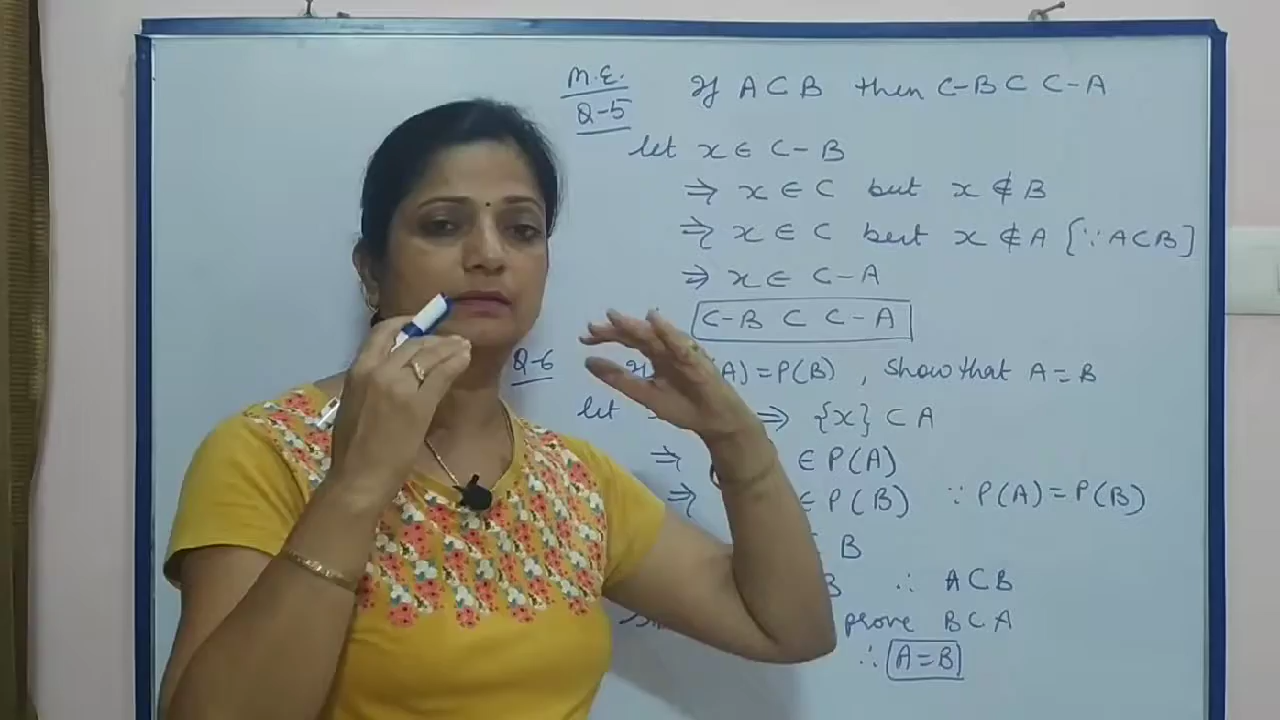 M.E.
Q-5
If A ⊂ B then C-B ⊂ C-A
let x ∈ C-B
⇒ x ∈ C but x ∉ B
⇒ x ∈ C but x ∉ A [∵ A⊂B]
⇒ x ∈ C-A
C-B ⊂ C-A
Q-6
A)=P(B), Show that A=B
let ⇒ {x} ⊂ A
⇒ ∈ P(A)
⇒ ∈ P(B) ∵ P(A)=P(B)
B
B ∴ A⊂B
prove B⊂A
∴ A=B